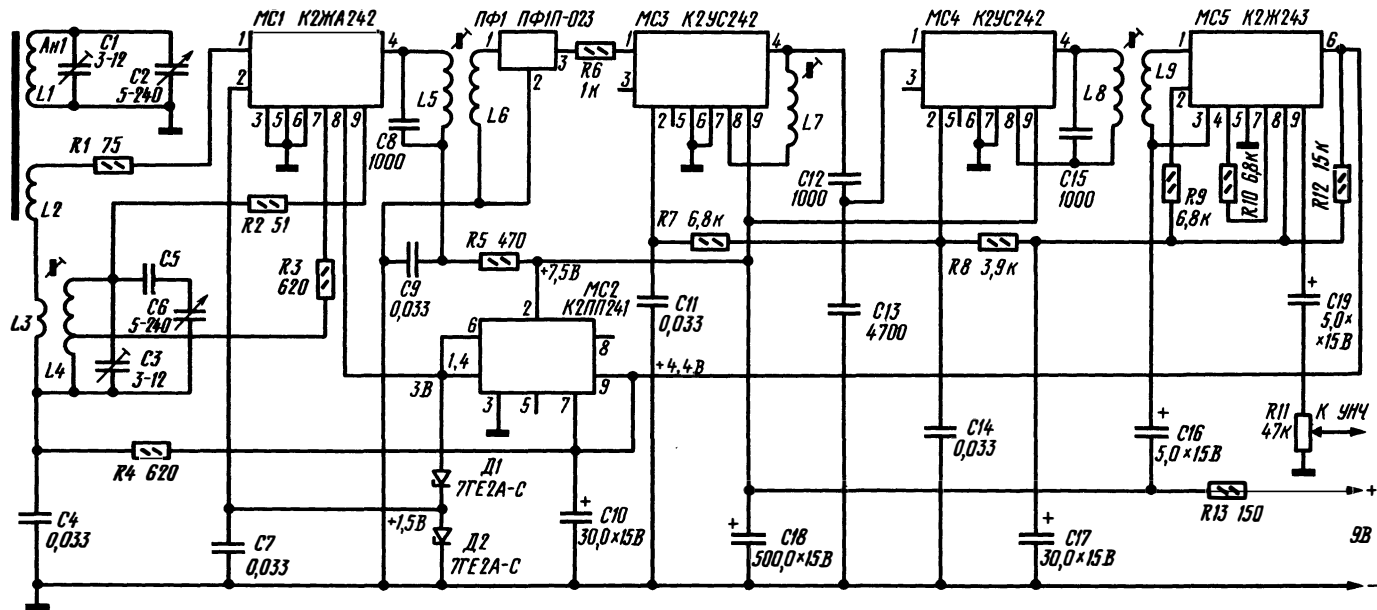 МС1 К2ЖА242
ПФ1 ПФ1П-023
МС3 К2УС242
МС4 К2УС242
МС5 К2Ж243
Ан1
C1
3-12
C2
5-240
L1
1
2
4
3 5 6 7 8 9
R1 75
L2
R2 51
L3
L4
C5
C6
5-240
C3
3-12
R3
620
R4 620
C4
0,033
C7
0,033
L5
C8
1000
L6
1
3
2
R6
1к
C9
0,033
R5 470
+7,5В
МС2
К2ПП241
2
6
1,4
3В
8
9
3 5 7
+4,4В
Д1
7ГЕ2А-С
+1,5В
Д2
7ГЕ2А-С
+
C10
30,0×15В
1
3
4
2 5 6 7 8 9
L7
C12
1000
R7 6,8к
C11
0,033
C13
4700
+
C18
500,0×15В
1
3
4
2 5 6 7 8 9
L8
C15
1000
R8 3,9к
C14
0,033
+
C17
30,0×15В
L9
1
2
6
3 4 5 7 8 9
R9
6,8к
R10 6,8к
R12 15к
+
C19
5,0×
×15В
+
C16
5,0×15В
R11
47к
К УНЧ
R13 150
+
9В
-